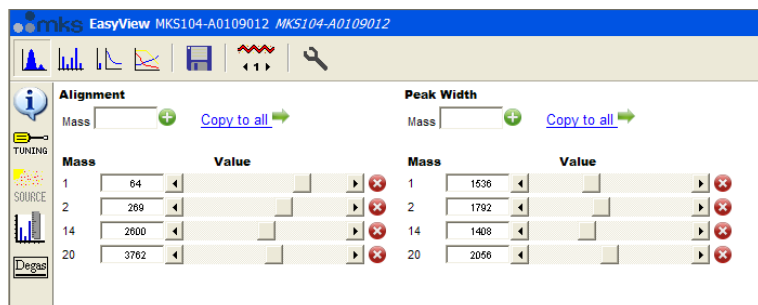 mks EasyView MKS104-A0109012 MKS104-A0109012
1
Alignment Peak Width
Mass Copy to all Mass Copy to all
TUNING
Mass Value Mass Value
1 64 1 1536
SOURCE
2 269 2 1792
14 2600 14 1408
20 3762 20 2056
Degas